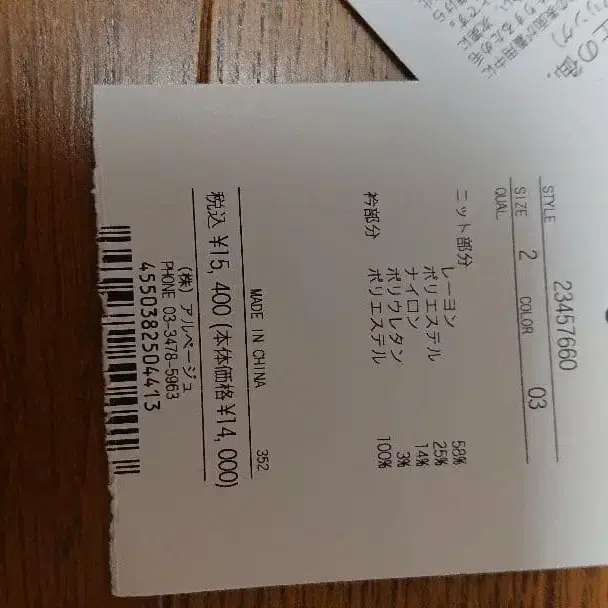 STYLE 23457660
SIZE 2 COLOR 03
QUAL
ニット部分
レーヨン 58%
ポリエステル 25%
ナイロン 14%
ポリウレタン 3%
衿部分 ポリエステル 100%
MADE IN CHINA 352
税込 ¥15,400 (本体価格¥14,000)
(株) アルページュ
PHONE 03-3478-5963
4550382504413